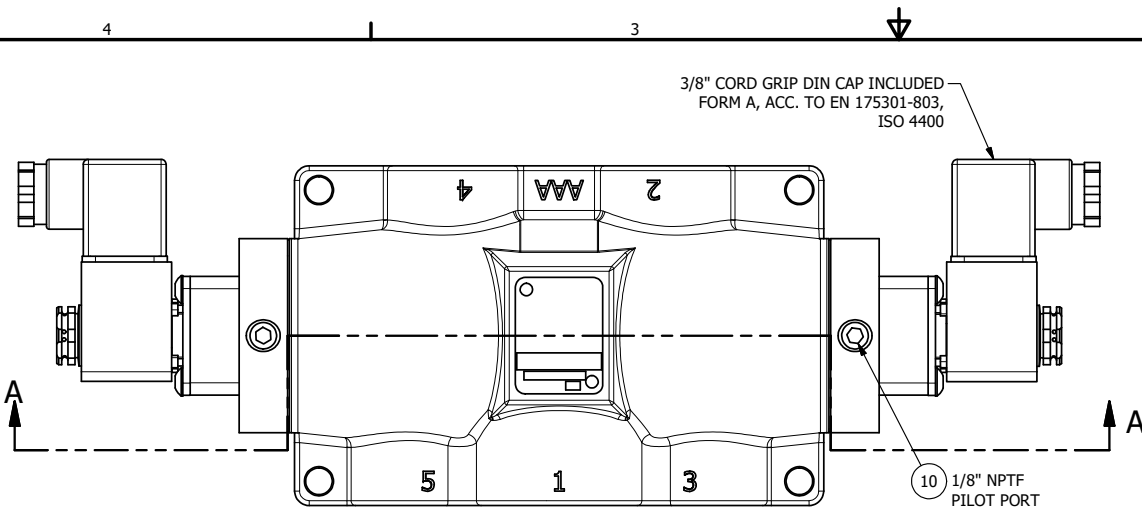 4 3
3/8" CORD GRIP DIN CAP INCLUDED
FORM A, ACC. TO EN 175301-803,
ISO 4400
4 AAA 2
A A
5 1 3
10 1/8" NPTF
PILOT PORT